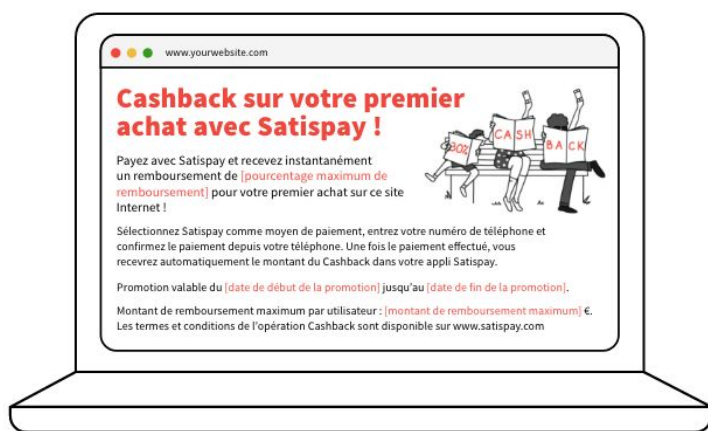 www.yourwebsite.com
Cashback sur votre premier
achat avec Satispay !
80%
CASH
BACK
Payez avec Satispay et recevez instantanément
un remboursement de [pourcentage maximum de
remboursement] pour votre premier achat sur ce site
Internet !
Sélectionnez Satispay comme moyen de paiement, entrez votre numéro de téléphone et
confirmez le paiement depuis votre téléphone. Une fois le paiement effectué, vous
recevrez automatiquement le montant du Cashback dans votre appli Satispay.
Promotion valable du [date de début de la promotion] jusqu'au [date de fin de la promotion].
Montant de remboursement maximum par utilisateur : [montant de remboursement maximum] €.
Les termes et conditions de l'opération Cashback sont disponible sur www.satispay.com